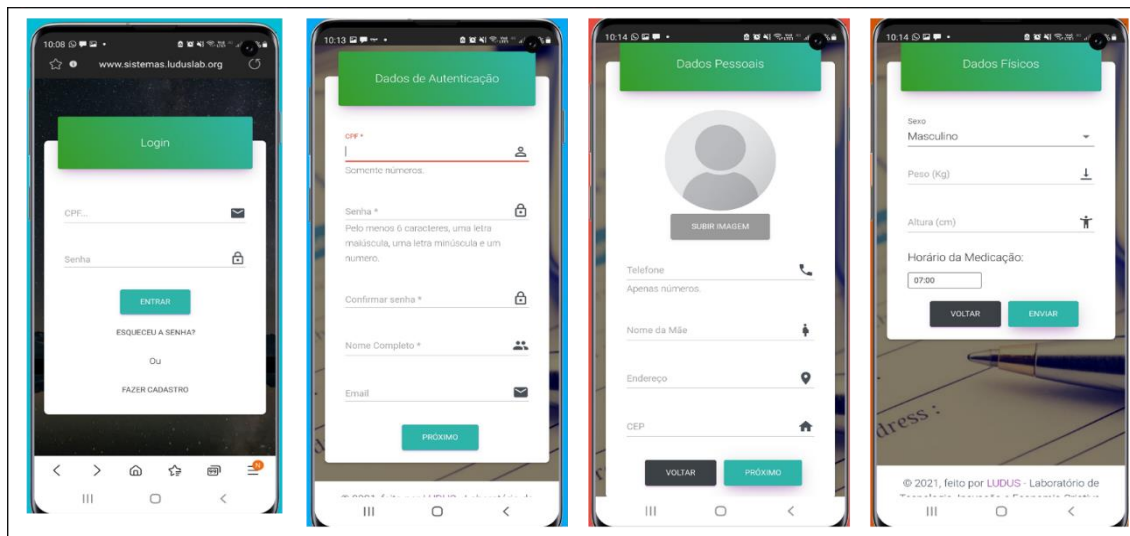 10:08
www.sistemas.luduslab.org
Login
CPF...
Senha
ENTRAR
ESQUECEU A SENHA?
Ou
FAZER CADASTRO
10:13
Dados de Autenticação
CPF *
Somente números.
Senha *
Pelo menos 6 caracteres, uma letra
maiúscula, uma letra minúscula e um
numero.
Confirmar senha *
Nome Completo *
Email
PRÓXIMO
10:14
Dados Pessoais
SUBIR IMAGEM
Telefone
Apenas números.
Nome da Mãe
Endereço
CEP
VOLTAR
PRÓXIMO
10:14
Dados Físicos
Sexo
Masculino
Peso (Kg)
Altura (cm)
Horário da Medicação:
07:00
VOLTAR
ENVIAR
dress :
© 2021, feito por LUDUS - Laboratório de